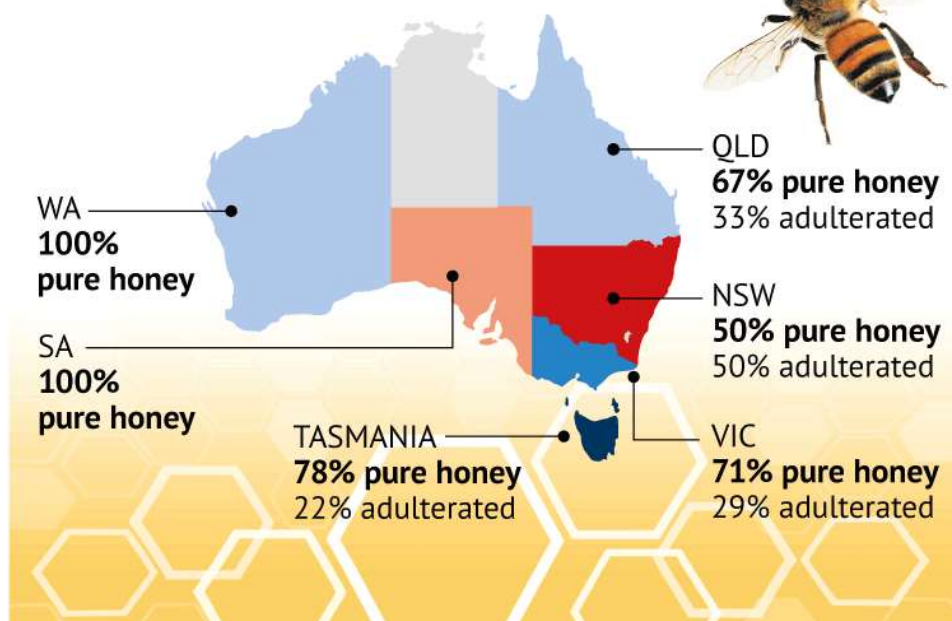 WA
100%
pure honey
SA
100%
pure honey
TASMANIA
78% pure honey
22% adulterated
QLD
67% pure honey
33% adulterated
NSW
50% pure honey
50% adulterated
VIC
71% pure honey
29% adulterated